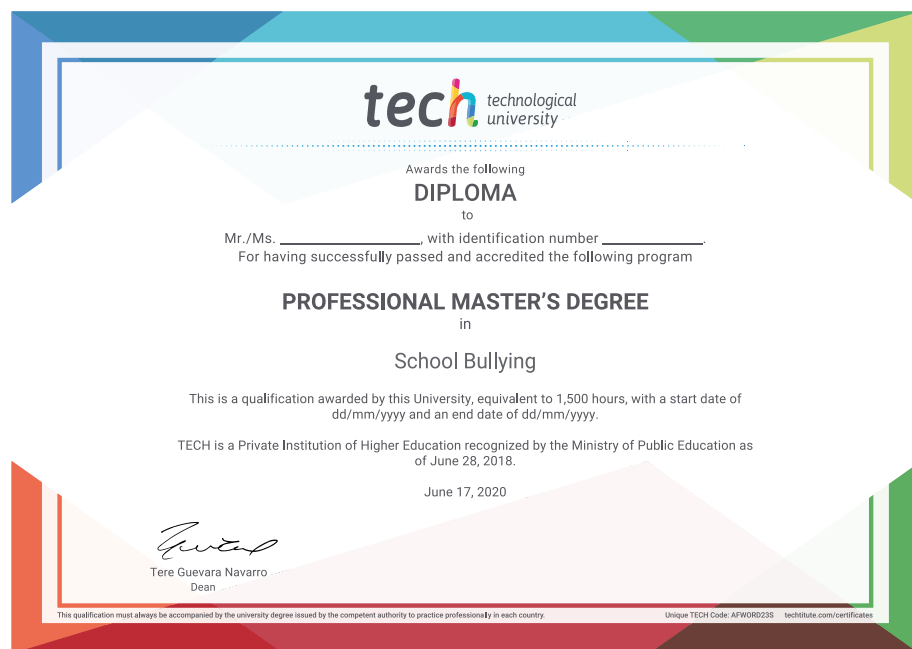 tech technological
university
Awards the following
DIPLOMA
to
Mr./Ms. ____________________, with identification number ______________.
For having successfully passed and accredited the following program
PROFESSIONAL MASTER'S DEGREE
in
School Bullying
This is a qualification awarded by this University, equivalent to 1,500 hours, with a start date of
dd/mm/yyyy and an end date of dd/mm/yyyy.
TECH is a Private Institution of Higher Education recognized by the Ministry of Public Education as
of June 28, 2018.
June 17, 2020
Tere Guevara Navarro
Dean
This qualification must always be accompanied by the university degree issued by the competent authority to practice professionally in each country.
Unique TECH Code: AFWORD23S techtitute.com/certificates